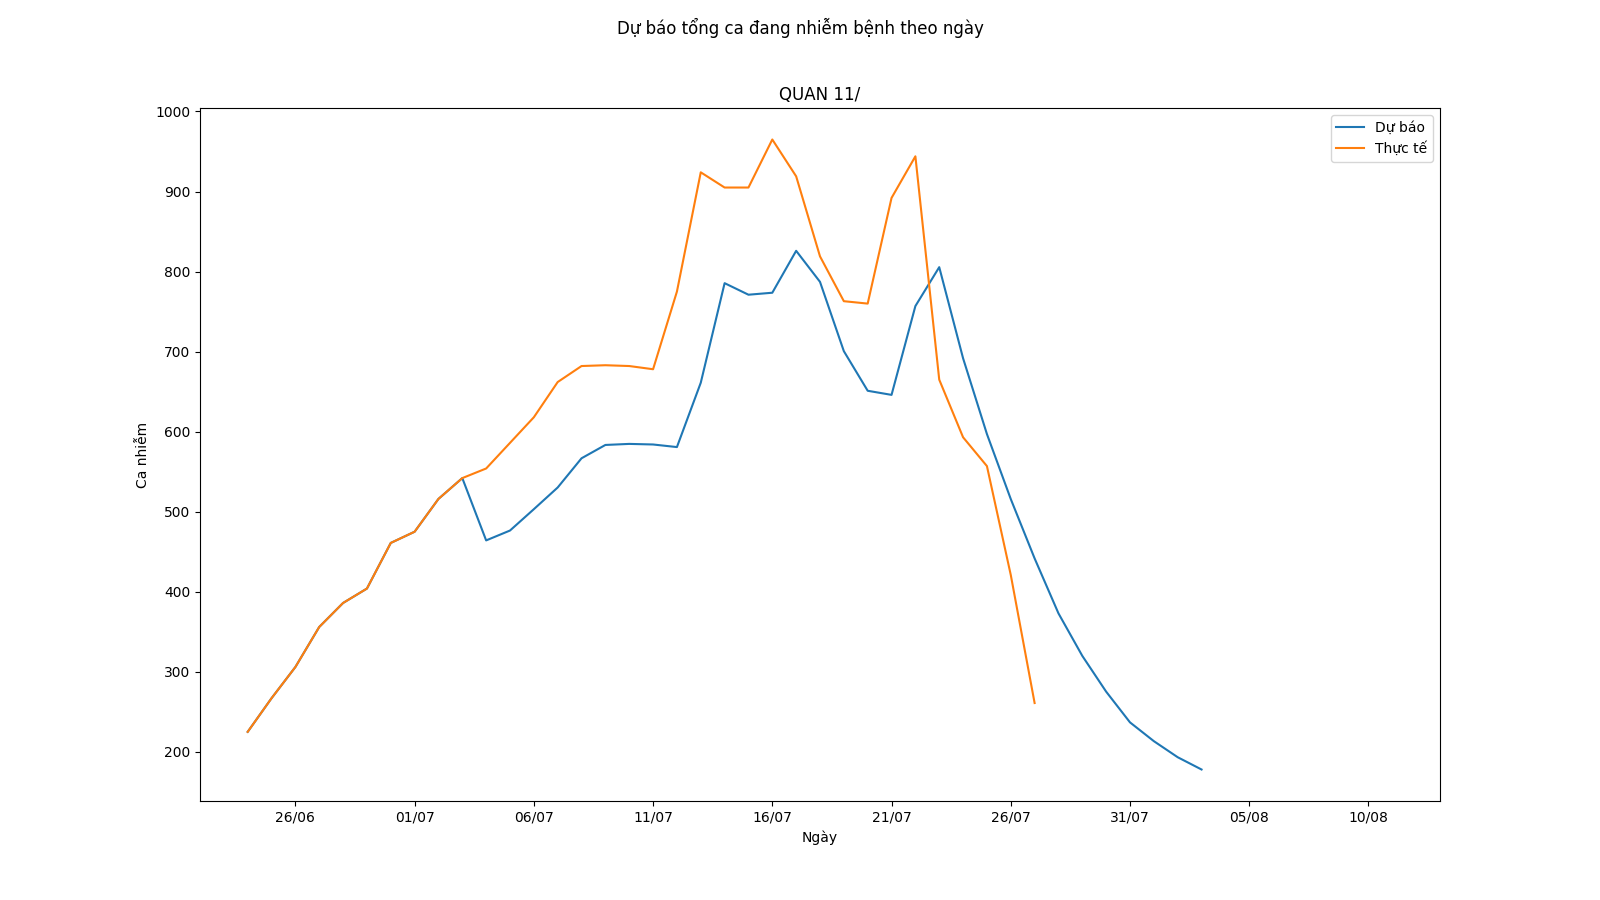 Dự báo tổng ca đang nhiễm bệnh theo ngày
QUAN 11/
Dự báo
Thực tế
1000
900
800
700
600
500
400
300
200
Ca nhiễm
26/06 01/07 06/07 11/07 16/07 21/07 26/07 31/07 05/08 10/08
Ngày